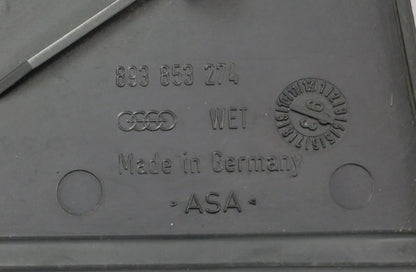 893 853 274
WET
Made in Germany
>ASA<